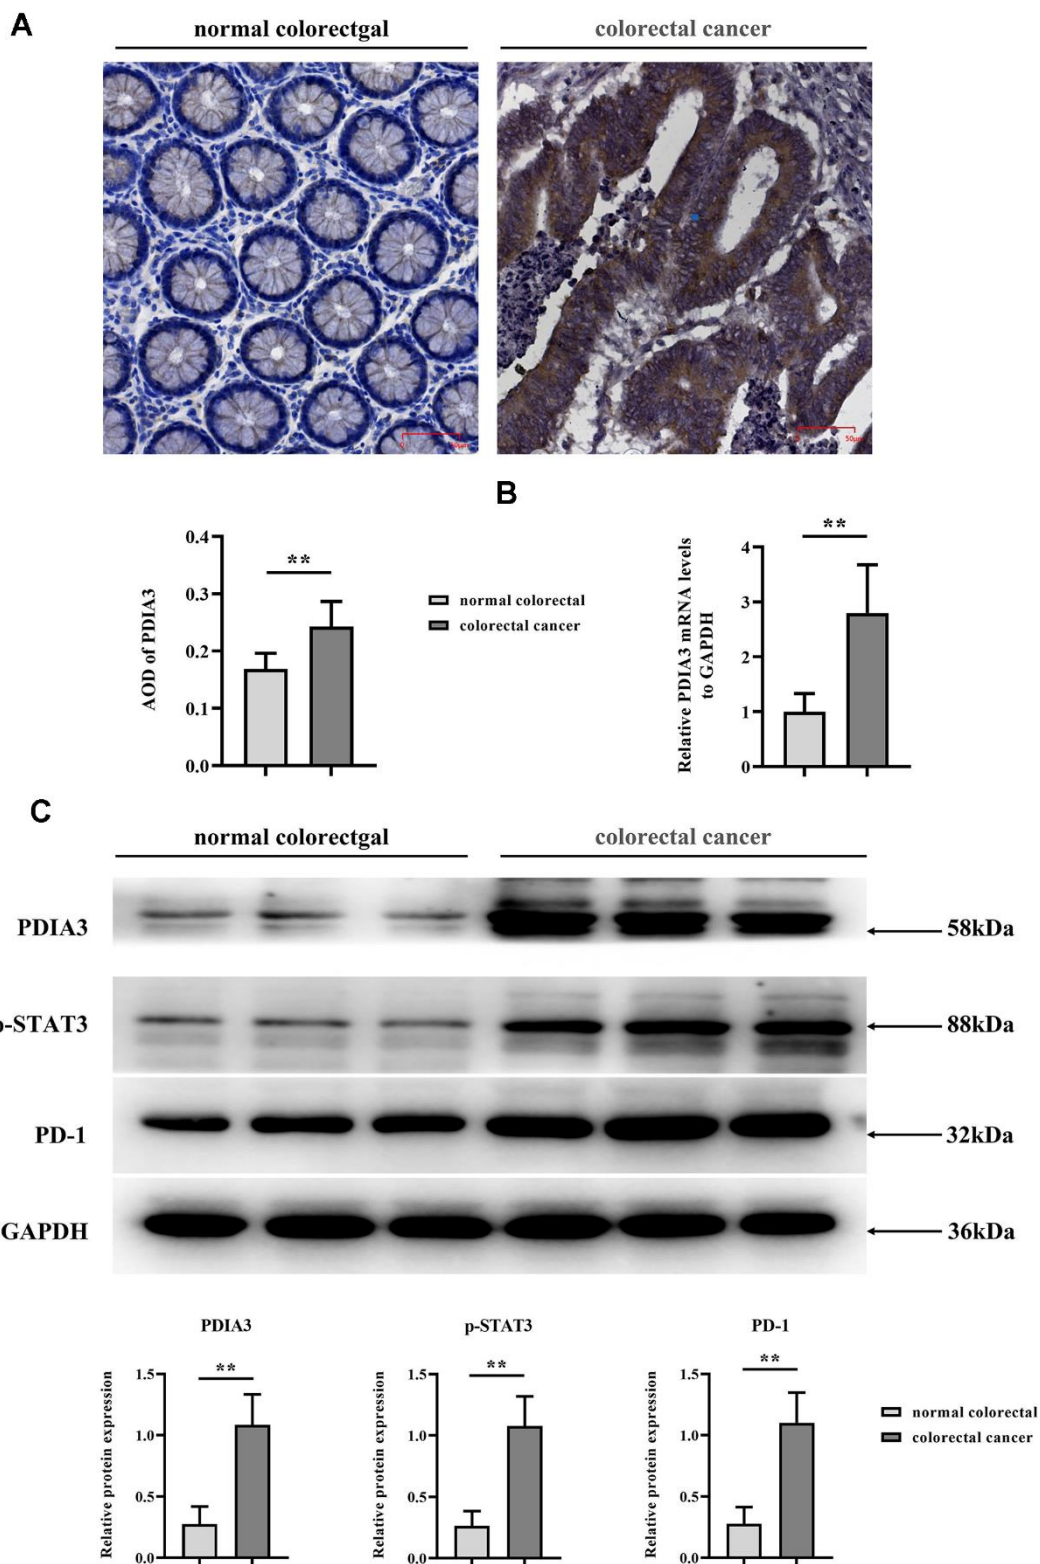 A
normal colorectgal
colorectal cancer
50μm
B
0.4
0.3
0.2
0.1
0.0
AOD of PDIA3
**
normal colorectal
colorectal cancer
Relative PDIA3 mRNA levels
to GAPDH
4
3
2
1
0
**
C
normal colorectgal
colorectal cancer
PDIA3
58kDa
p-STAT3
88kDa
PD-1
32kDa
GAPDH
36kDa
PDIA3
Relative protein expression
1.5
1.0
0.5
0.0
**
p-STAT3
Relative protein expression
1.5
1.0
0.5
0.0
**
PD-1
Relative protein expression
1.5
1.0
0.5
0.0
**
normal colorectal
colorectal cancer